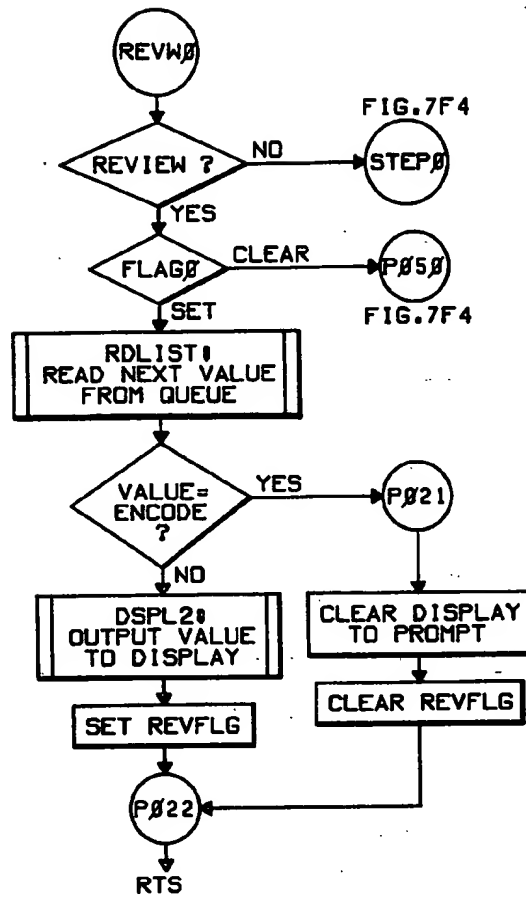 REVWØ
FIG.7F4
REVIEW ?
NO
STEPØ
YES
FLAGØ
CLEAR
PØ5Ø
FIG.7F4
SET
RDLIST:
READ NEXT VALUE
FROM QUEUE
VALUE=
ENCODE
?
YES
PØ21
NO
DSPL2:
OUTPUT VALUE
TO DISPLAY
CLEAR DISPLAY
TO PROMPT
SET REVFLG
CLEAR REVFLG
PØ22
RTS